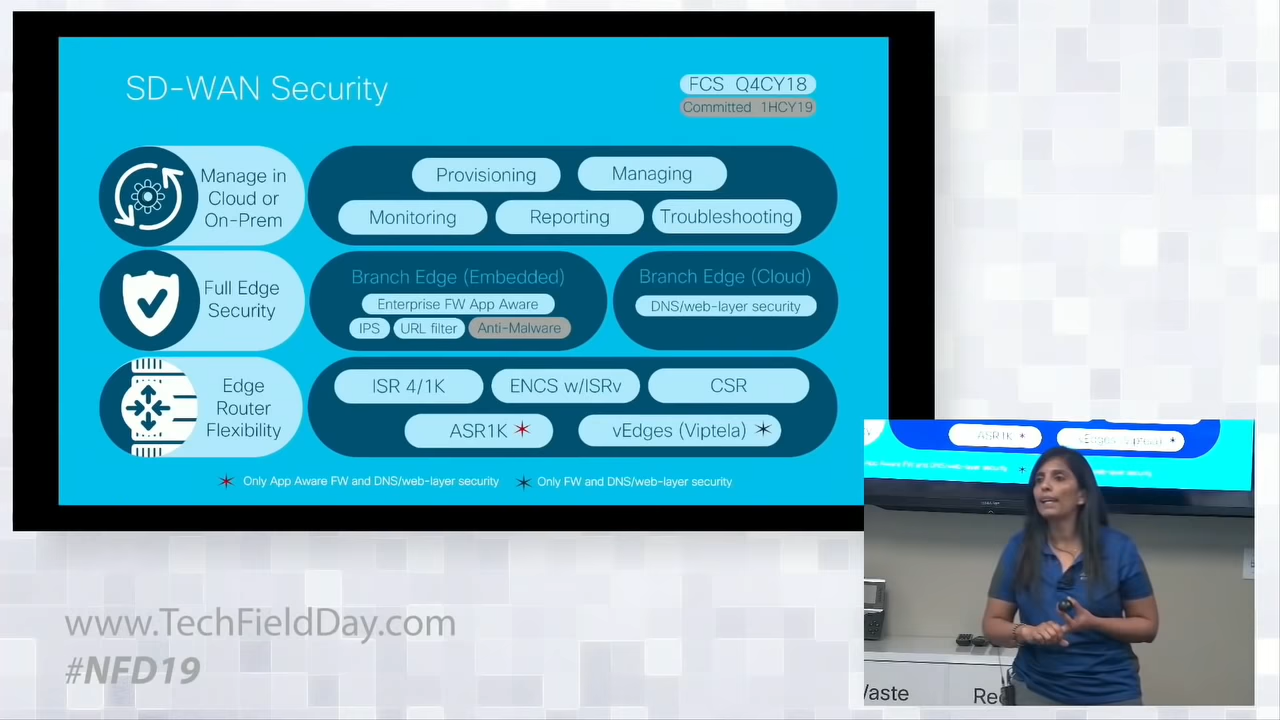 SD-WAN Security
FCS Q4CY18
Committed 1HCY19
Manage in
Cloud or
On-Prem
Provisioning
Managing
Monitoring
Reporting
Troubleshooting
Full Edge
Security
Branch Edge (Embedded)
Enterprise FW App Aware
IPS
URL filter
Anti-Malware
Branch Edge (Cloud)
DNS/web-layer security
Edge
Router
Flexibility
ISR 4/1K
ENCS w/ISRv
CSR
ASR1K *
vEdges (Viptela) *
* Only App Aware FW and DNS/web-layer security
* Only FW and DNS/web-layer security
ASR1K *
vEdges (Viptela) *
www.TechFieldDay.com
#NFD19